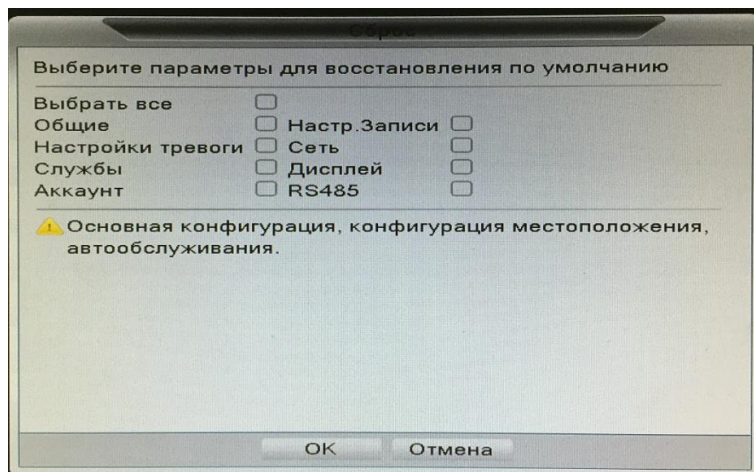 Сброс
Выберите параметры для восстановления по умолчанию
Выбрать все
Общие Настр.Записи
Настройки тревоги Сеть
Службы Дисплей
Аккаунт RS485
Основная конфигурация, конфигурация местоположения,
автообслуживания.
OK Отмена